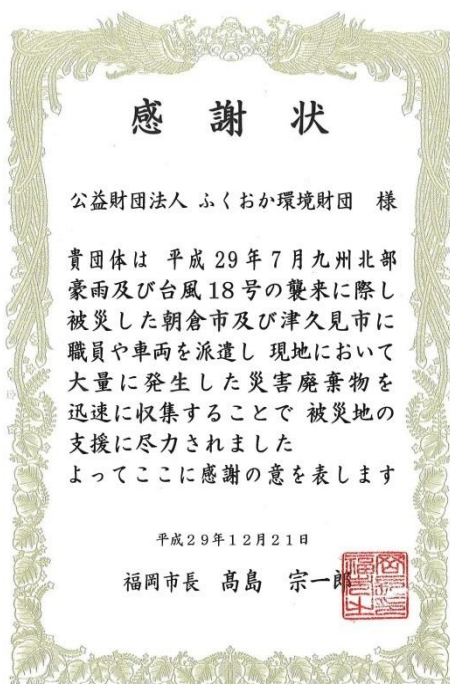 感謝状
公益財団法人 ふくおか環境財団 様
貴団体は 平成29年7月九州北部
豪雨及び台風18号の襲来に際し
被災した朝倉市及び津久見市に
職員や車両を派遣し 現地において
大量に発生した災害廃棄物を
迅速に収集することで 被災地の
支援に尽力されました
よってここに感謝の意を表します
平成29年12月21日
福岡市長 髙島 宗一郎